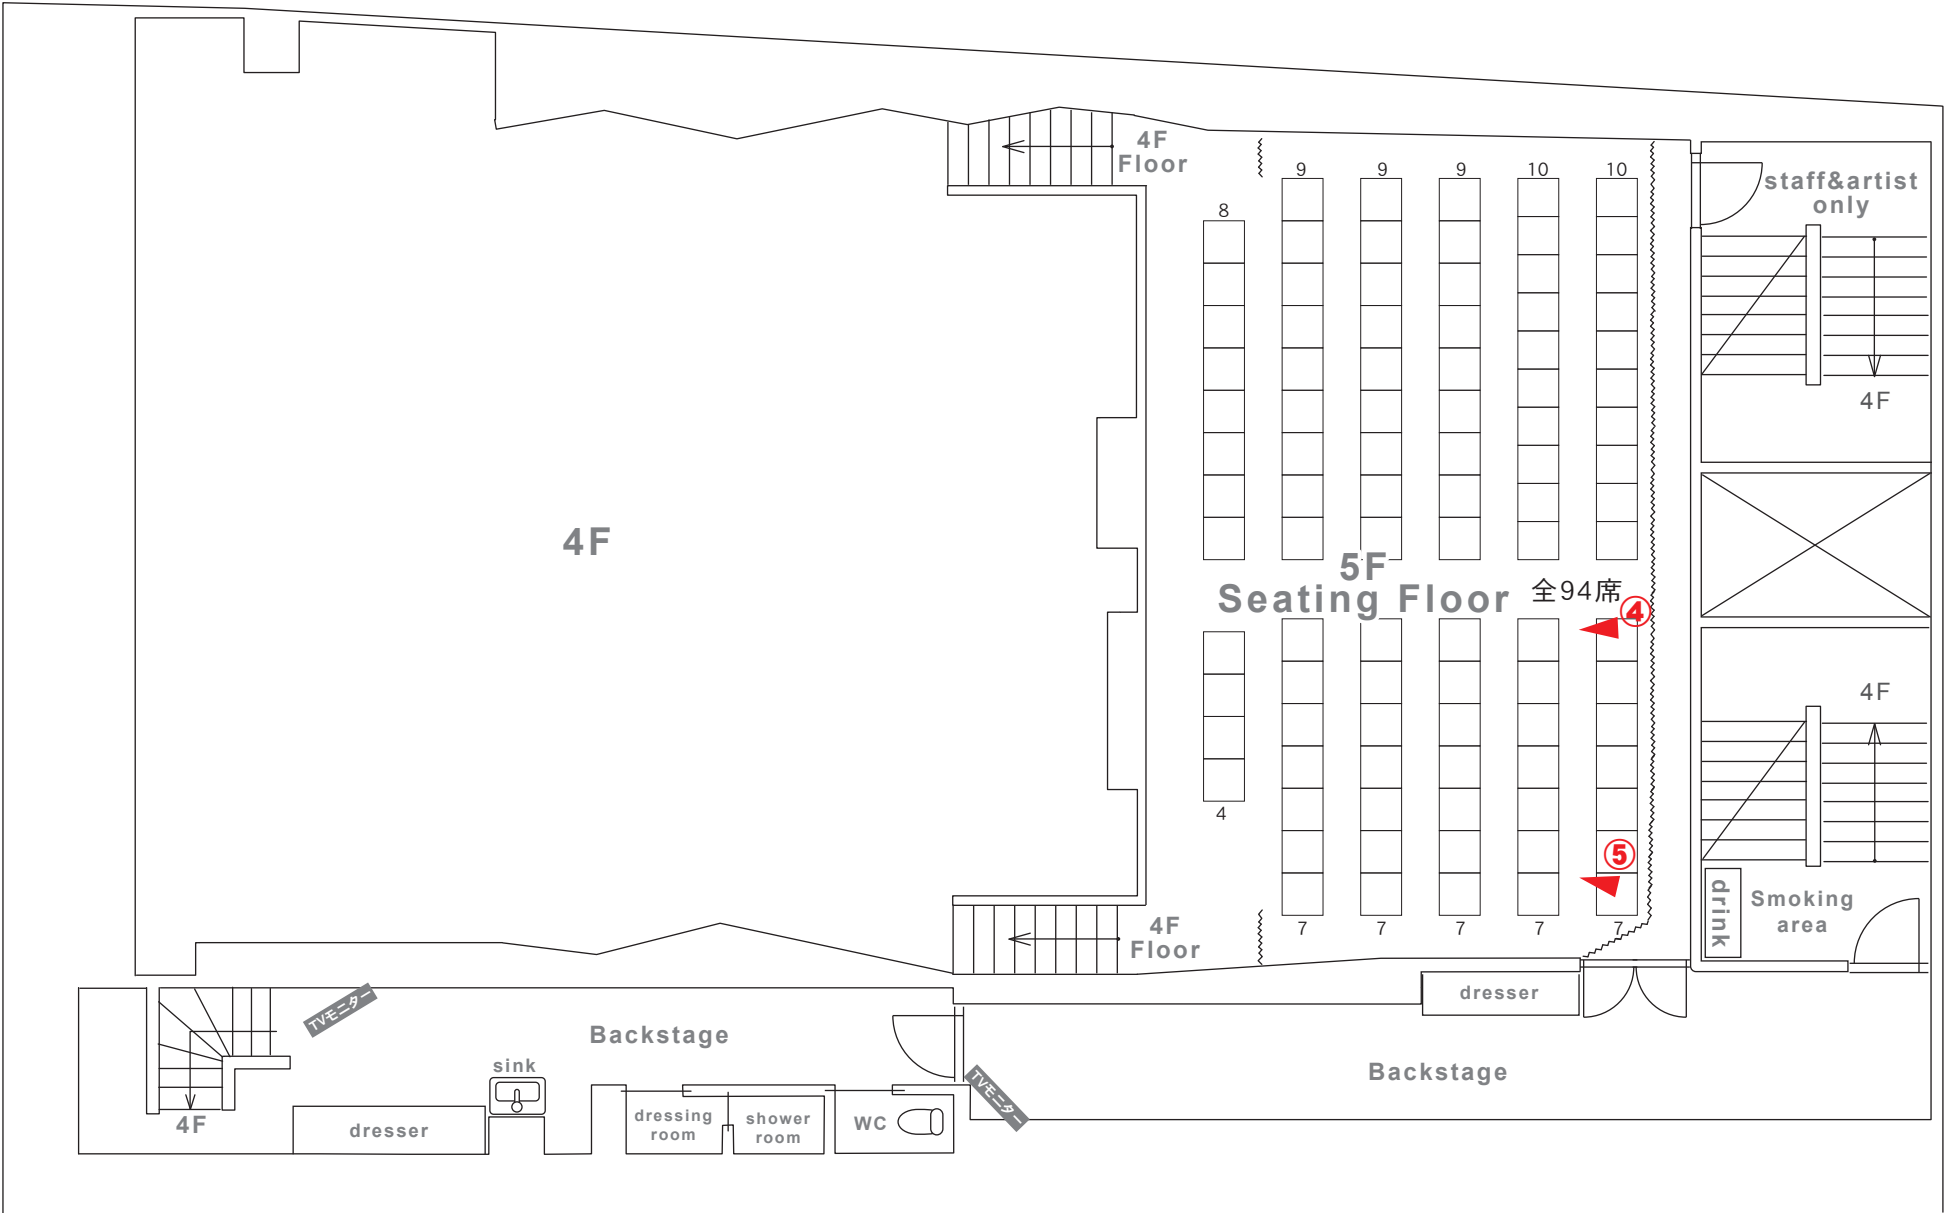 4F
Floor
staff&artist
only
9
9
9
10
10
8
4F
4F
5F
Seating Floor
全94席
④
4F
4
⑤
drink
Smoking
area
4F
Floor
7
7
7
7
7
TVモニター
dresser
Backstage
sink
Backstage
TVモニター
4F
dresser
dressing
room
shower
room
WC